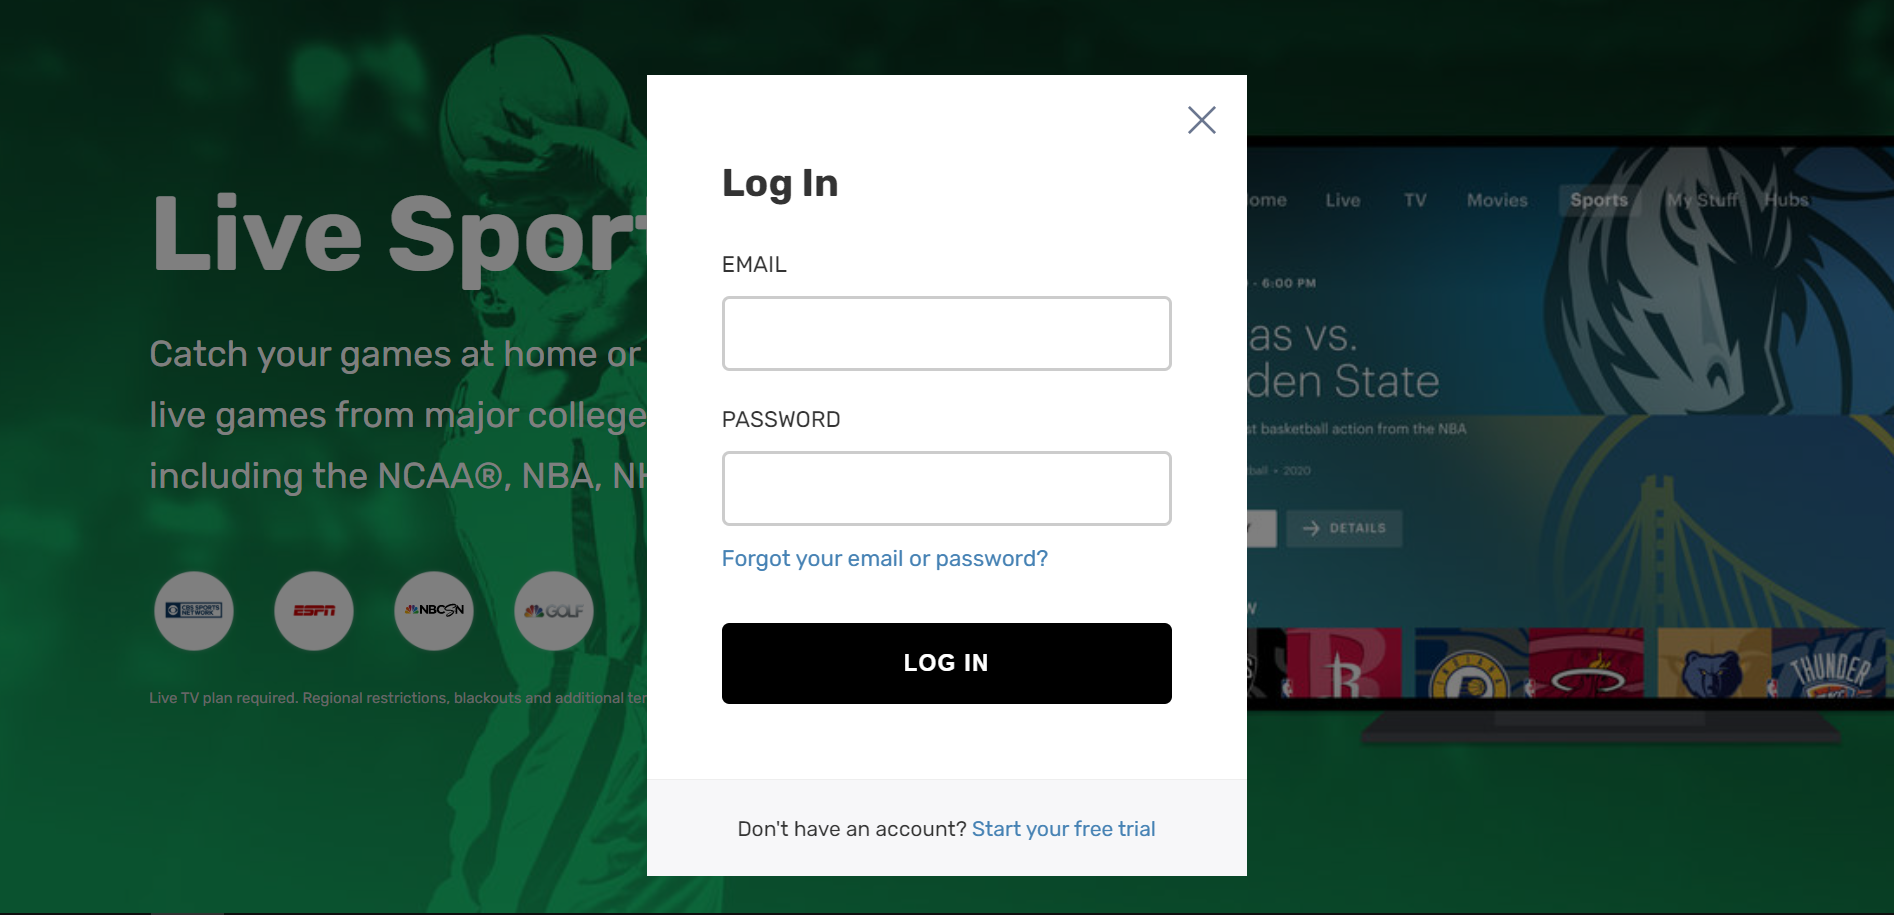 Live Spor
Catch your games at home or
live games from major college
including the NCAA®, NBA,
CBS SPORTS
NETWORK
ESPN
NBCSN
GOLF
Live TV plan required. Regional restrictions, blackouts and additional
Log In
EMAIL
PASSWORD
Forgot your email or password?
LOG IN
Don't have an account? Start your free trial
ome Live TV Movies Sports My Stuff Hubs
· 6:00 PM
as vs.
den State
st basketball action from the NBA
ball • 2020
Y
DETAILS
W
INDIANA
THUNDER